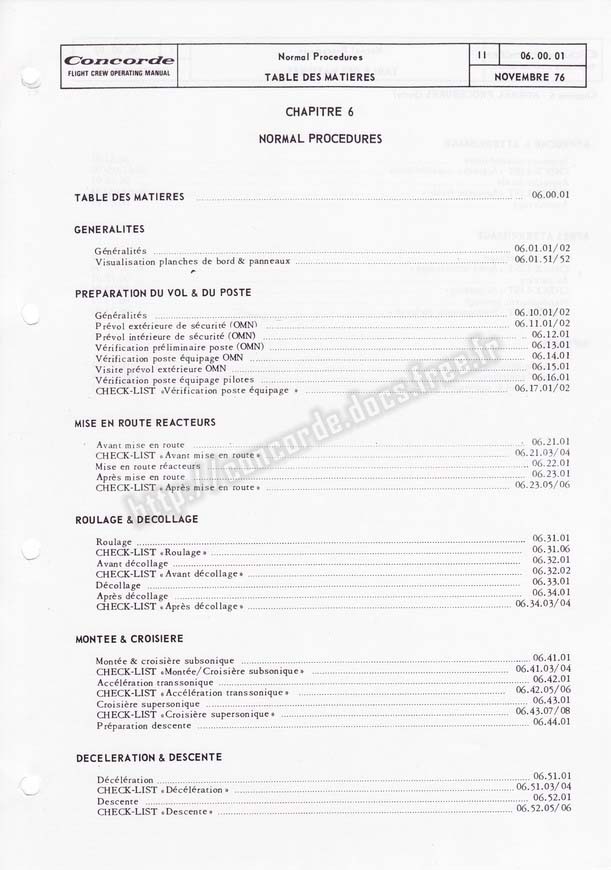 Concorde
FLIGHT CREW OPERATING MANUAL
Normal Procedures
TABLE DES MATIERES
II
06. 00. 01
NOVEMBRE 76
CHAPITRE 6
NORMAL PROCEDURES
TABLE DES MATIERES 06.00.01
GENERALITES
Généralités 06.01.01/02
Visualisation planches de bord & panneaux 06.01.51/52
PREPARATION DU VOL & DU POSTE
Généralités 06.10.01/02
Prévol extérieure de sécurité (OMN) 06.11.01/02
Prévol intérieure de sécurité (OMN) 06.12.01
Vérification préliminaire poste (OMN) 06.13.01
Vérification poste équipage OMN 06.14.01
Visite prévol extérieure OMN 06.15.01
Vérification poste équipage pilotes 06.16.01
CHECK-LIST «Vérification poste équipage » 06.17.01/02
MISE EN ROUTE REACTEURS
Avant mise en route 06.21.01
CHECK-LIST «Avant mise en route» 06.21.03/04
Mise en route réacteurs 06.22.01
Après mise en route 06.23.01
CHECK-LIST «Après mise en route» 06.23.05/06
ROULAGE & DECOLLAGE
Roulage 06.31.01
CHECK-LIST «Roulage» 06.31.06
Avant décollage 06.32.01
CHECK-LIST «Avant décollage» 06.32.02
Décollage 06.33.01
Après décollage 06.34.01
CHECK-LIST «Après décollage» 06.34.03/04
MONTEE & CROISIERE
Montée & croisière subsonique 06.41.01
CHECK-LIST «Montée/Croisière subsonique» 06.41.03/04
Accélération transsonique 06.42.01
CHECK-LIST «Accélération transsonique» 06.42.05/06
Croisière supersonique 06.43.01
CHECK-LIST «Croisière supersonique» 06.43.07/08
Préparation descente 06.44.01
DECELERATION & DESCENTE
Décélération 06.51.01
CHECK-LIST «Décélération» 06.51.03/04
Descente 06.52.01
CHECK-LIST «Descente» 06.52.05/06
http://concorde.docs.free.fr